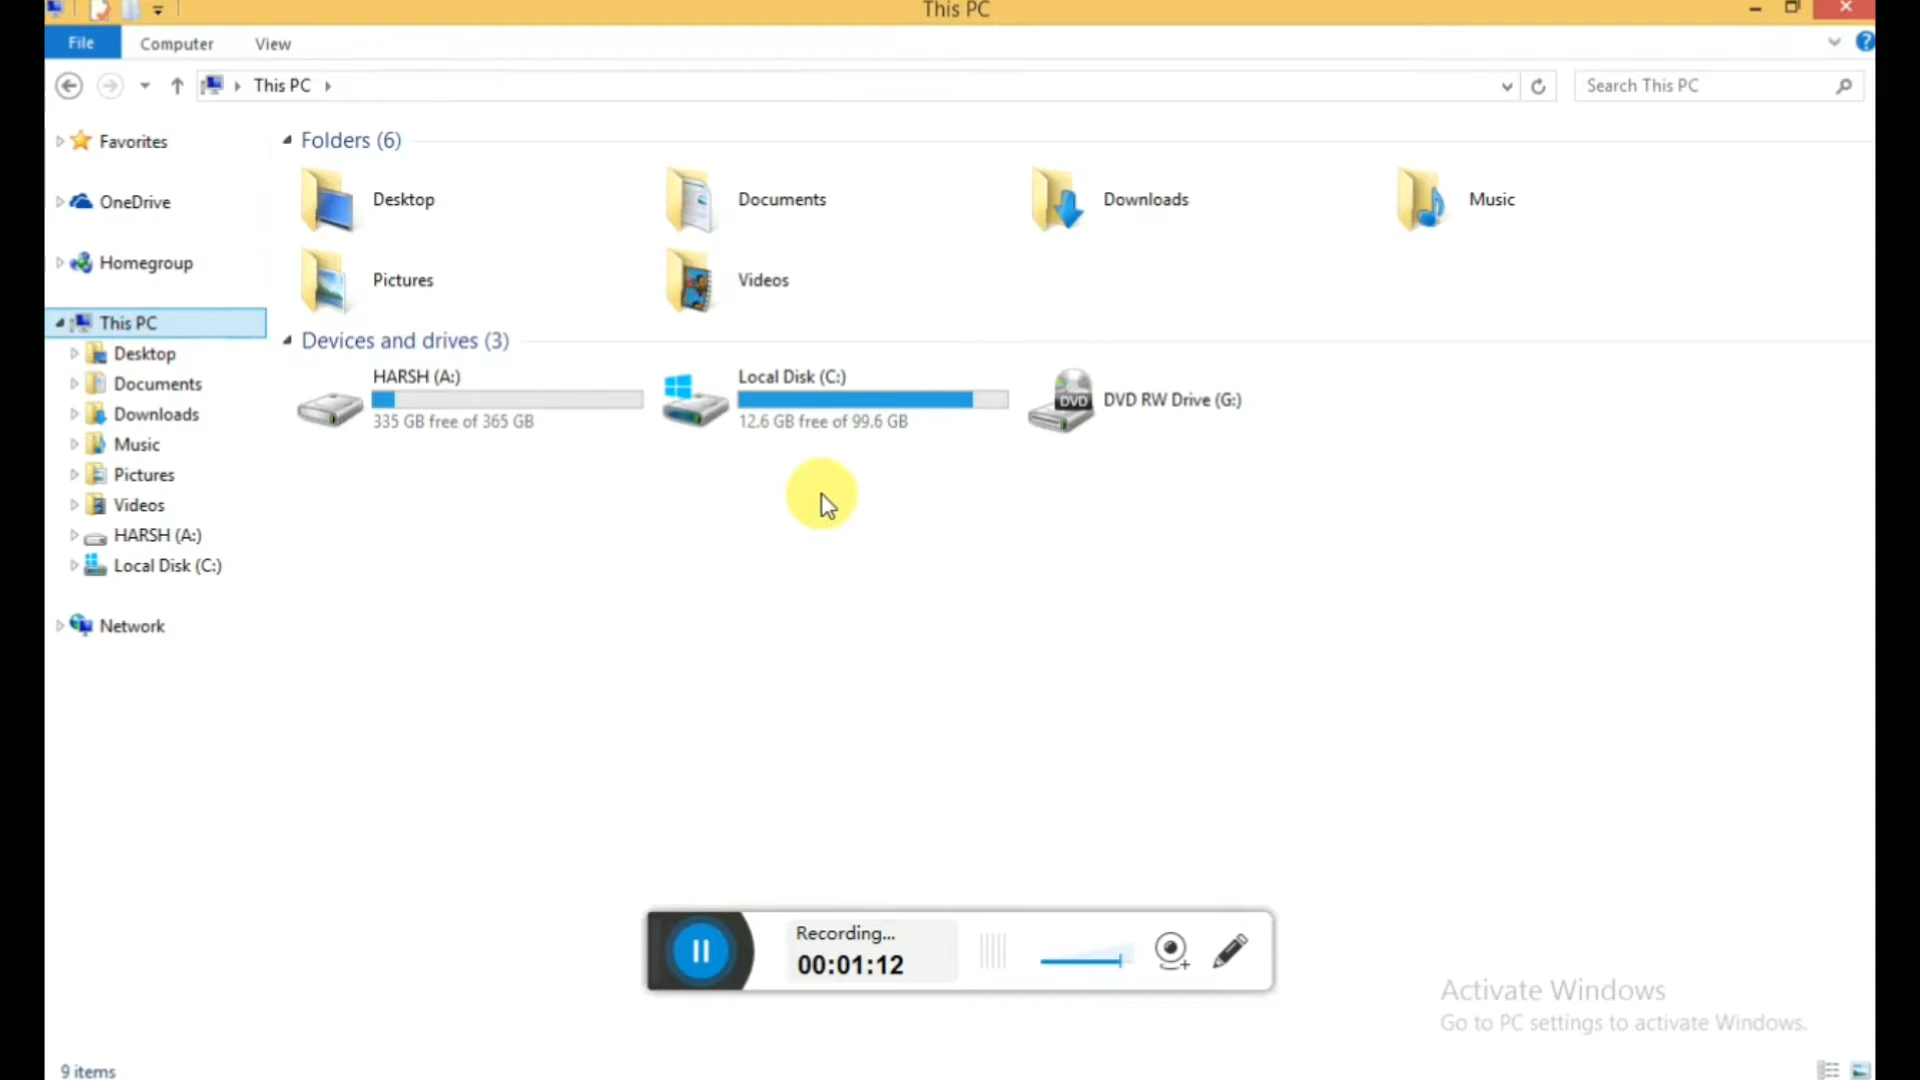 This PC
File Computer View
This PC
Search This PC
Favorites
OneDrive
Homegroup
This PC
Desktop
Documents
Downloads
Music
Pictures
Videos
HARSH (A:)
Local Disk (C:)
Network
Folders (6)
Desktop
Documents
Downloads
Music
Pictures
Videos
Devices and drives (3)
HARSH (A:)
335 GB free of 365 GB
Local Disk (C:)
12.6 GB free of 99.6 GB
DVD
DVD RW Drive (G:)
Recording...
00:01:12
Activate Windows
Go to PC settings to activate Windows.
9 items